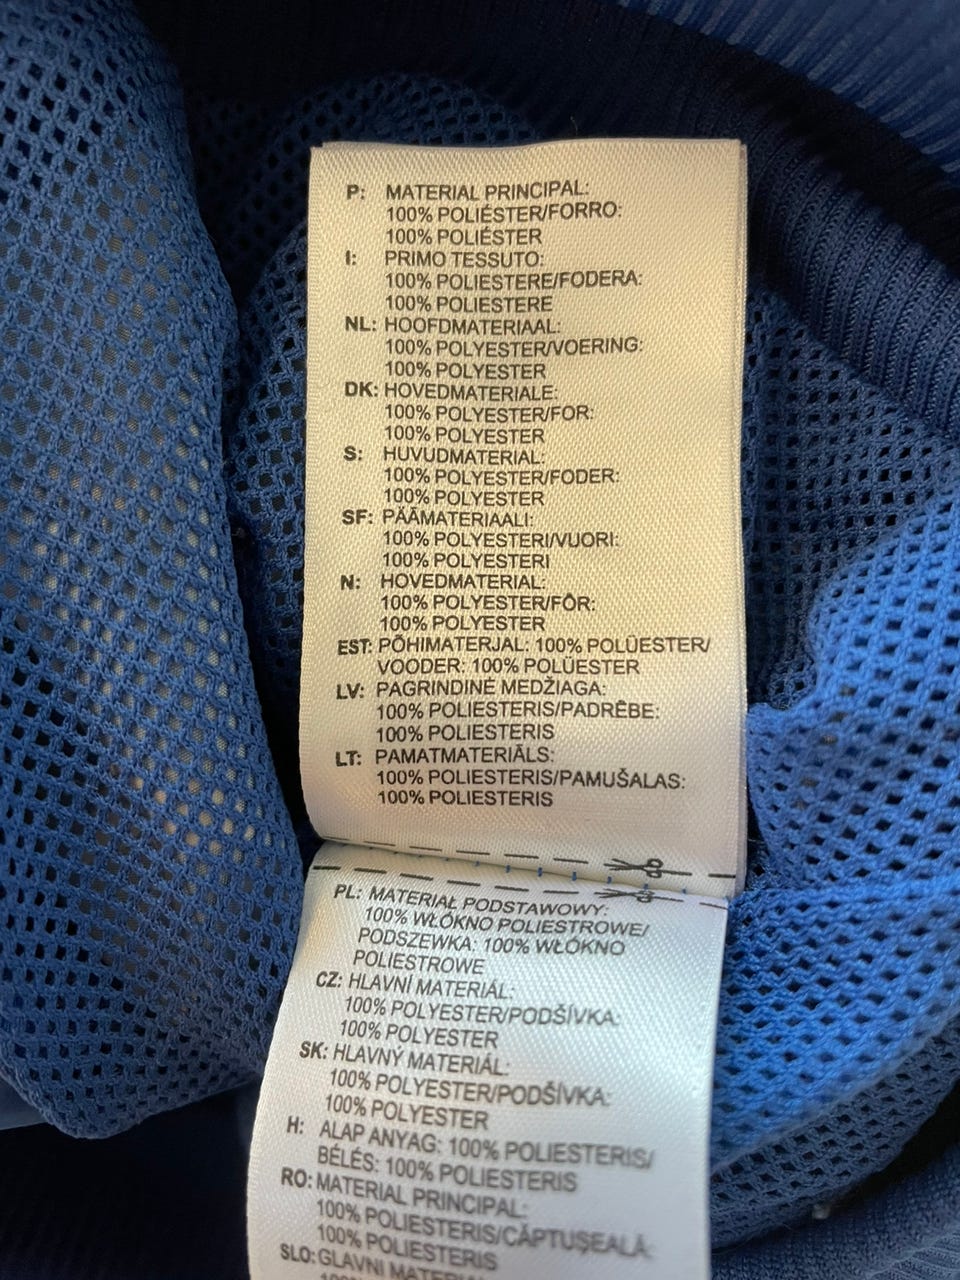 P: MATERIAL PRINCIPAL:
100% POLIÉSTER/FORRO:
100% POLIÉSTER
I: PRIMO TESSUTO:
100% POLIESTERE/FODERA:
100% POLIESTERE
NL: HOOFDMATERIAAL:
100% POLYESTER/VOERING:
100% POLYESTER
DK: HOVEDMATERIALE:
100% POLYESTER/FOR:
100% POLYESTER
S: HUVUDMATERIAL:
100% POLYESTER/FODER:
100% POLYESTER
SF: PÄÄMATERIAALI:
100% POLYESTERI/VUORI:
100% POLYESTERI
N: HOVEDMATERIAL:
100% POLYESTER/FÔR:
100% POLYESTER
EST: PÕHIMATERJAL: 100% POLÜESTER/
VOODER: 100% POLÜESTER
LV: PAGRINDINĖ MEDŽIAGA:
100% POLIESTERIS/PADRĒBE:
100% POLIESTERIS
LT: PAMATMATERIĀLS:
100% POLIESTERIS/PAMUŠALAS:
100% POLIESTERIS
PL: MATERIAŁ PODSTAWOWY:
100% WŁÓKNO POLIESTROWE/
PODSZEWKA: 100% WŁÓKNO
POLIESTROWE
CZ: HLAVNÍ MATERIÁL:
100% POLYESTER/PODŠÍVKA:
100% POLYESTER
SK: HLAVNÝ MATERIÁL:
100% POLYESTER/PODŠÍVKA:
100% POLYESTER
H: ALAP ANYAG: 100% POLIESTERIS/
BÉLÉS: 100% POLIESTERIS
RO: MATERIAL PRINCIPAL:
100% POLIESTERIS/CĂPTUȘEALĂ:
100% POLIESTERIS
SLO: GLAVNI MATERIAL